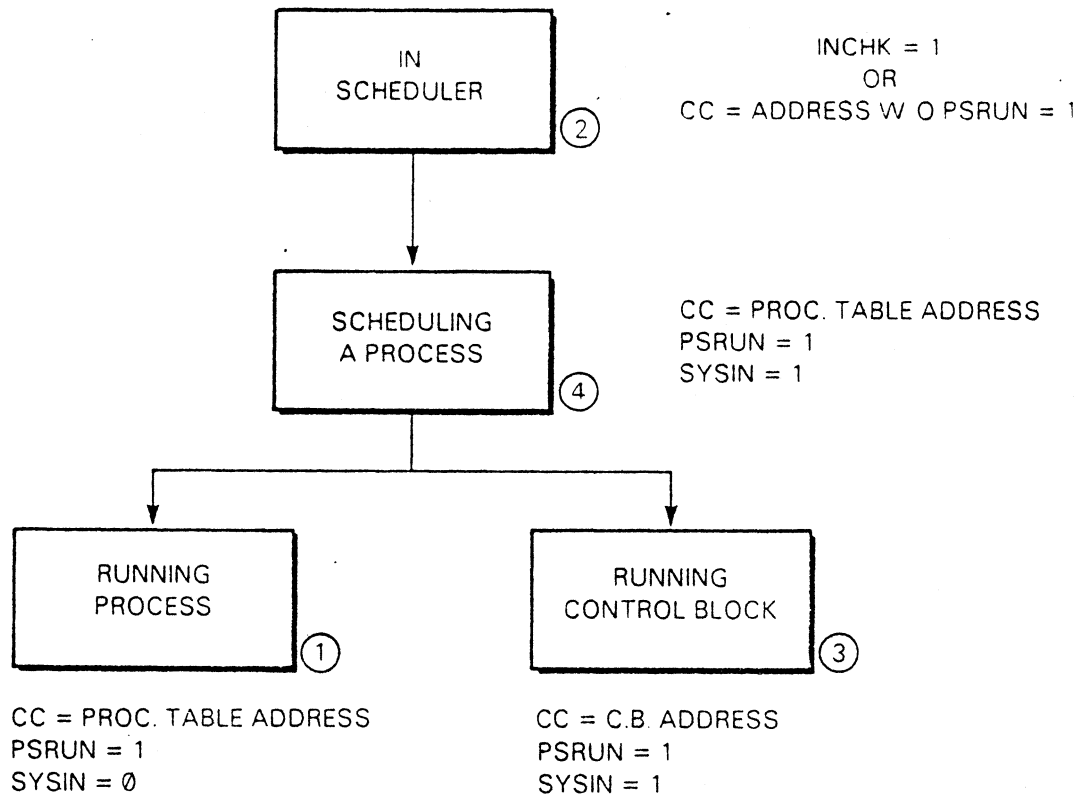 IN
SCHEDULER
2
INCHK = 1
OR
CC = ADDRESS W O PSRUN = 1
SCHEDULING
A PROCESS
4
CC = PROC. TABLE ADDRESS
PSRUN = 1
SYSIN = 1
RUNNING
PROCESS
1
CC = PROC. TABLE ADDRESS
PSRUN = 1
SYSIN = 0
RUNNING
CONTROL BLOCK
3
CC = C.B. ADDRESS
PSRUN = 1
SYSIN = 1